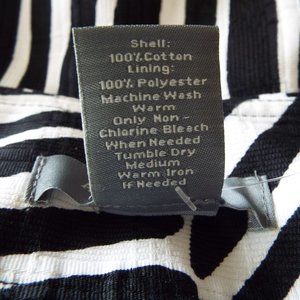 Shell:
100% Cotton
Lining:
100% Polyester
Machine Wash
Warm
Only Non -
Chlorine Bleach
When Needed
Tumble Dry
Medium
Warm Iron
If Needed